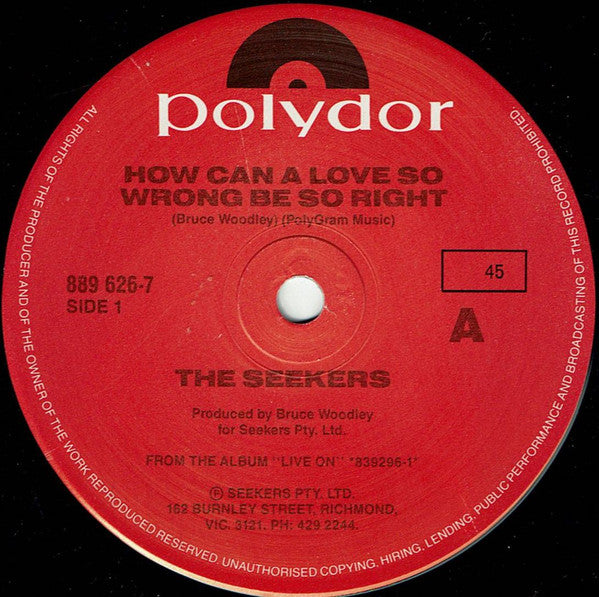 polydor
HOW CAN A LOVE SO
WRONG BE SO RIGHT
(Bruce Woodley) (PolyGram Music)
889 626-7
SIDE 1
45
A
THE SEEKERS
Produced by Bruce Woodley
for Seekers Pty. Ltd.
FROM THE ALBUM "LIVE ON" "839296-1"
Ⓟ SEEKERS PTY. LTD.
162 BURNLEY STREET, RICHMOND,
VIC. 3121. PH: 429 2244.
ALL RIGHTS OF THE PRODUCER AND OF THE OWNER OF THE WORK REPRODUCED RESERVED. UNAUTHORISED COPYING. HIRING. LENDING. PUBLIC PERFORMANCE AND BROADCASTING OF THIS RECORD PROHIBITED.